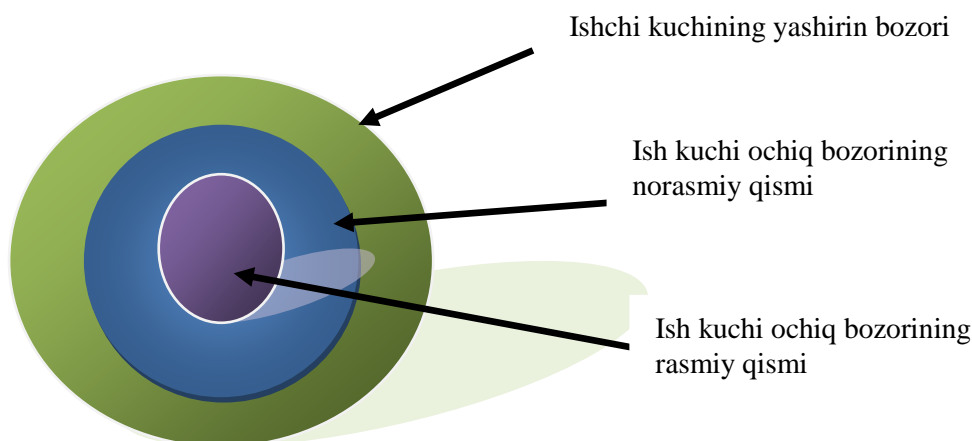 Ishchi kuchining yashirin bozori
Ish kuchi ochiq bozorining
norasmiy qismi
Ish kuchi ochiq bozorining
rasmiy qismi